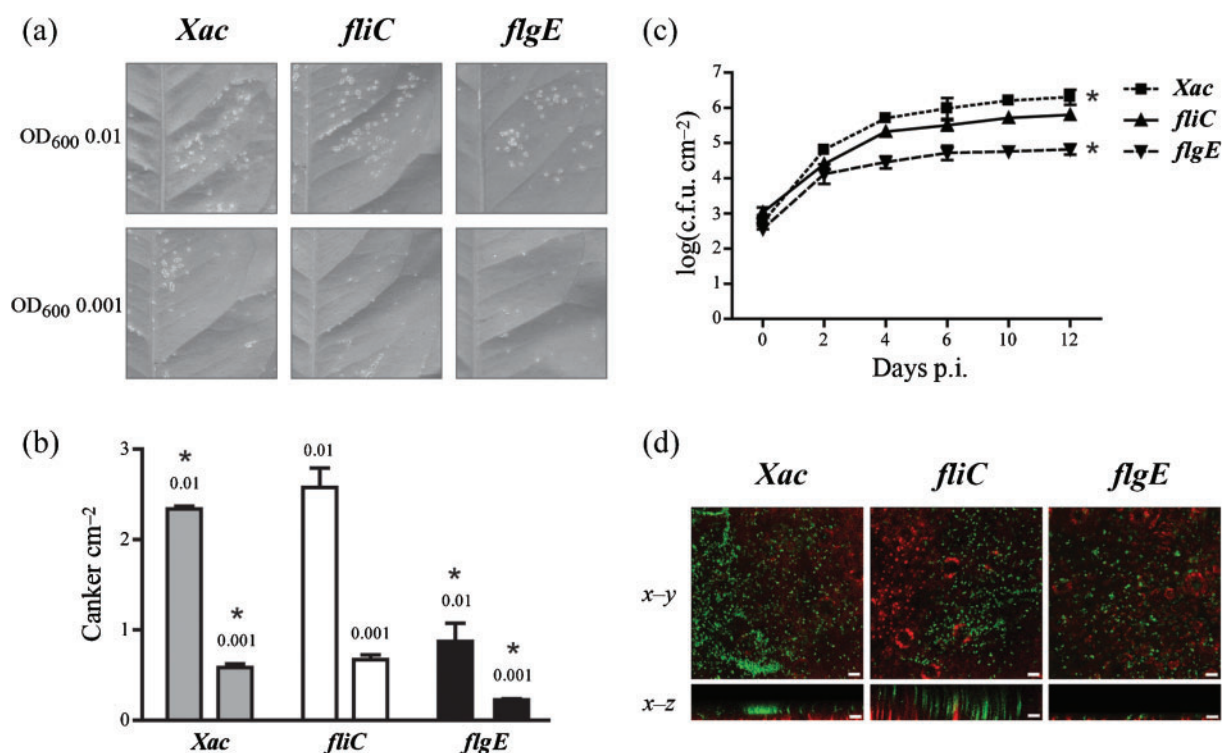 (a)
Xac fliC flgE
OD600 0.01
OD600 0.001
(b)
Canker cm−2
3
2
1
0
* 0.01
* 0.001
0.01
0.001
* 0.01
* 0.001
Xac fliC flgE
(c)
log(c.f.u. cm−2)
7
6
5
4
3
2
1
0
0 2 4 6 10 12
Days p.i.
* Xac
fliC
* flgE
(d)
Xac fliC flgE
x–y
x–z